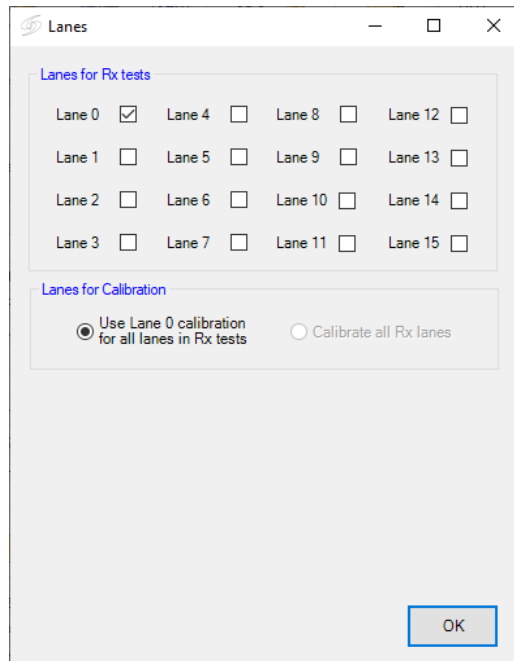 Lanes
Lanes for Rx tests
Lane 0 Lane 4 Lane 8 Lane 12
Lane 1 Lane 5 Lane 9 Lane 13
Lane 2 Lane 6 Lane 10 Lane 14
Lane 3 Lane 7 Lane 11 Lane 15
Lanes for Calibration
Use Lane 0 calibration
for all lanes in Rx tests
Calibrate all Rx lanes
OK